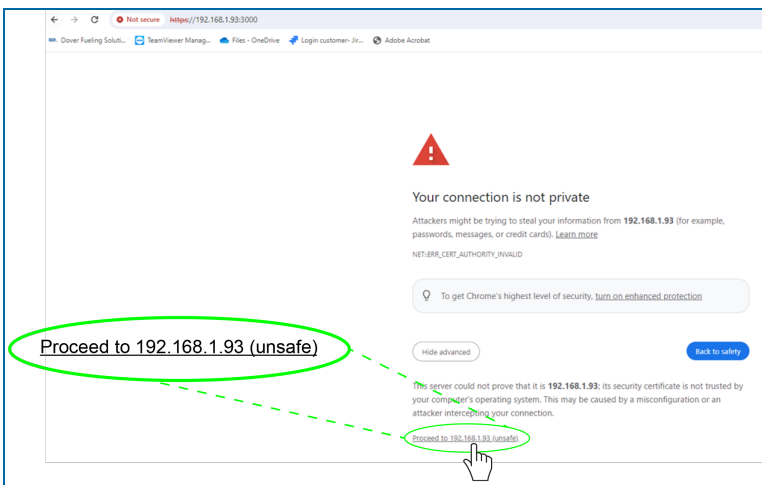 Not secure https://192.168.1.93:3000
Dover Fueling Soluti... TeamViewer Manag... Files - OneDrive Login customer- Jir... Adobe Acrobat
Your connection is not private
Attackers might be trying to steal your information from 192.168.1.93 (for example,
passwords, messages, or credit cards). Learn more
NET::ERR_CERT_AUTHORITY_INVALID
To get Chrome's highest level of security, turn on enhanced protection
Proceed to 192.168.1.93 (unsafe)
Hide advanced Back to safety
This server could not prove that it is 192.168.1.93; its security certificate is not trusted by
your computer's operating system. This may be caused by a misconfiguration or an
attacker intercepting your connection.
Proceed to 192.168.1.93 (unsafe)